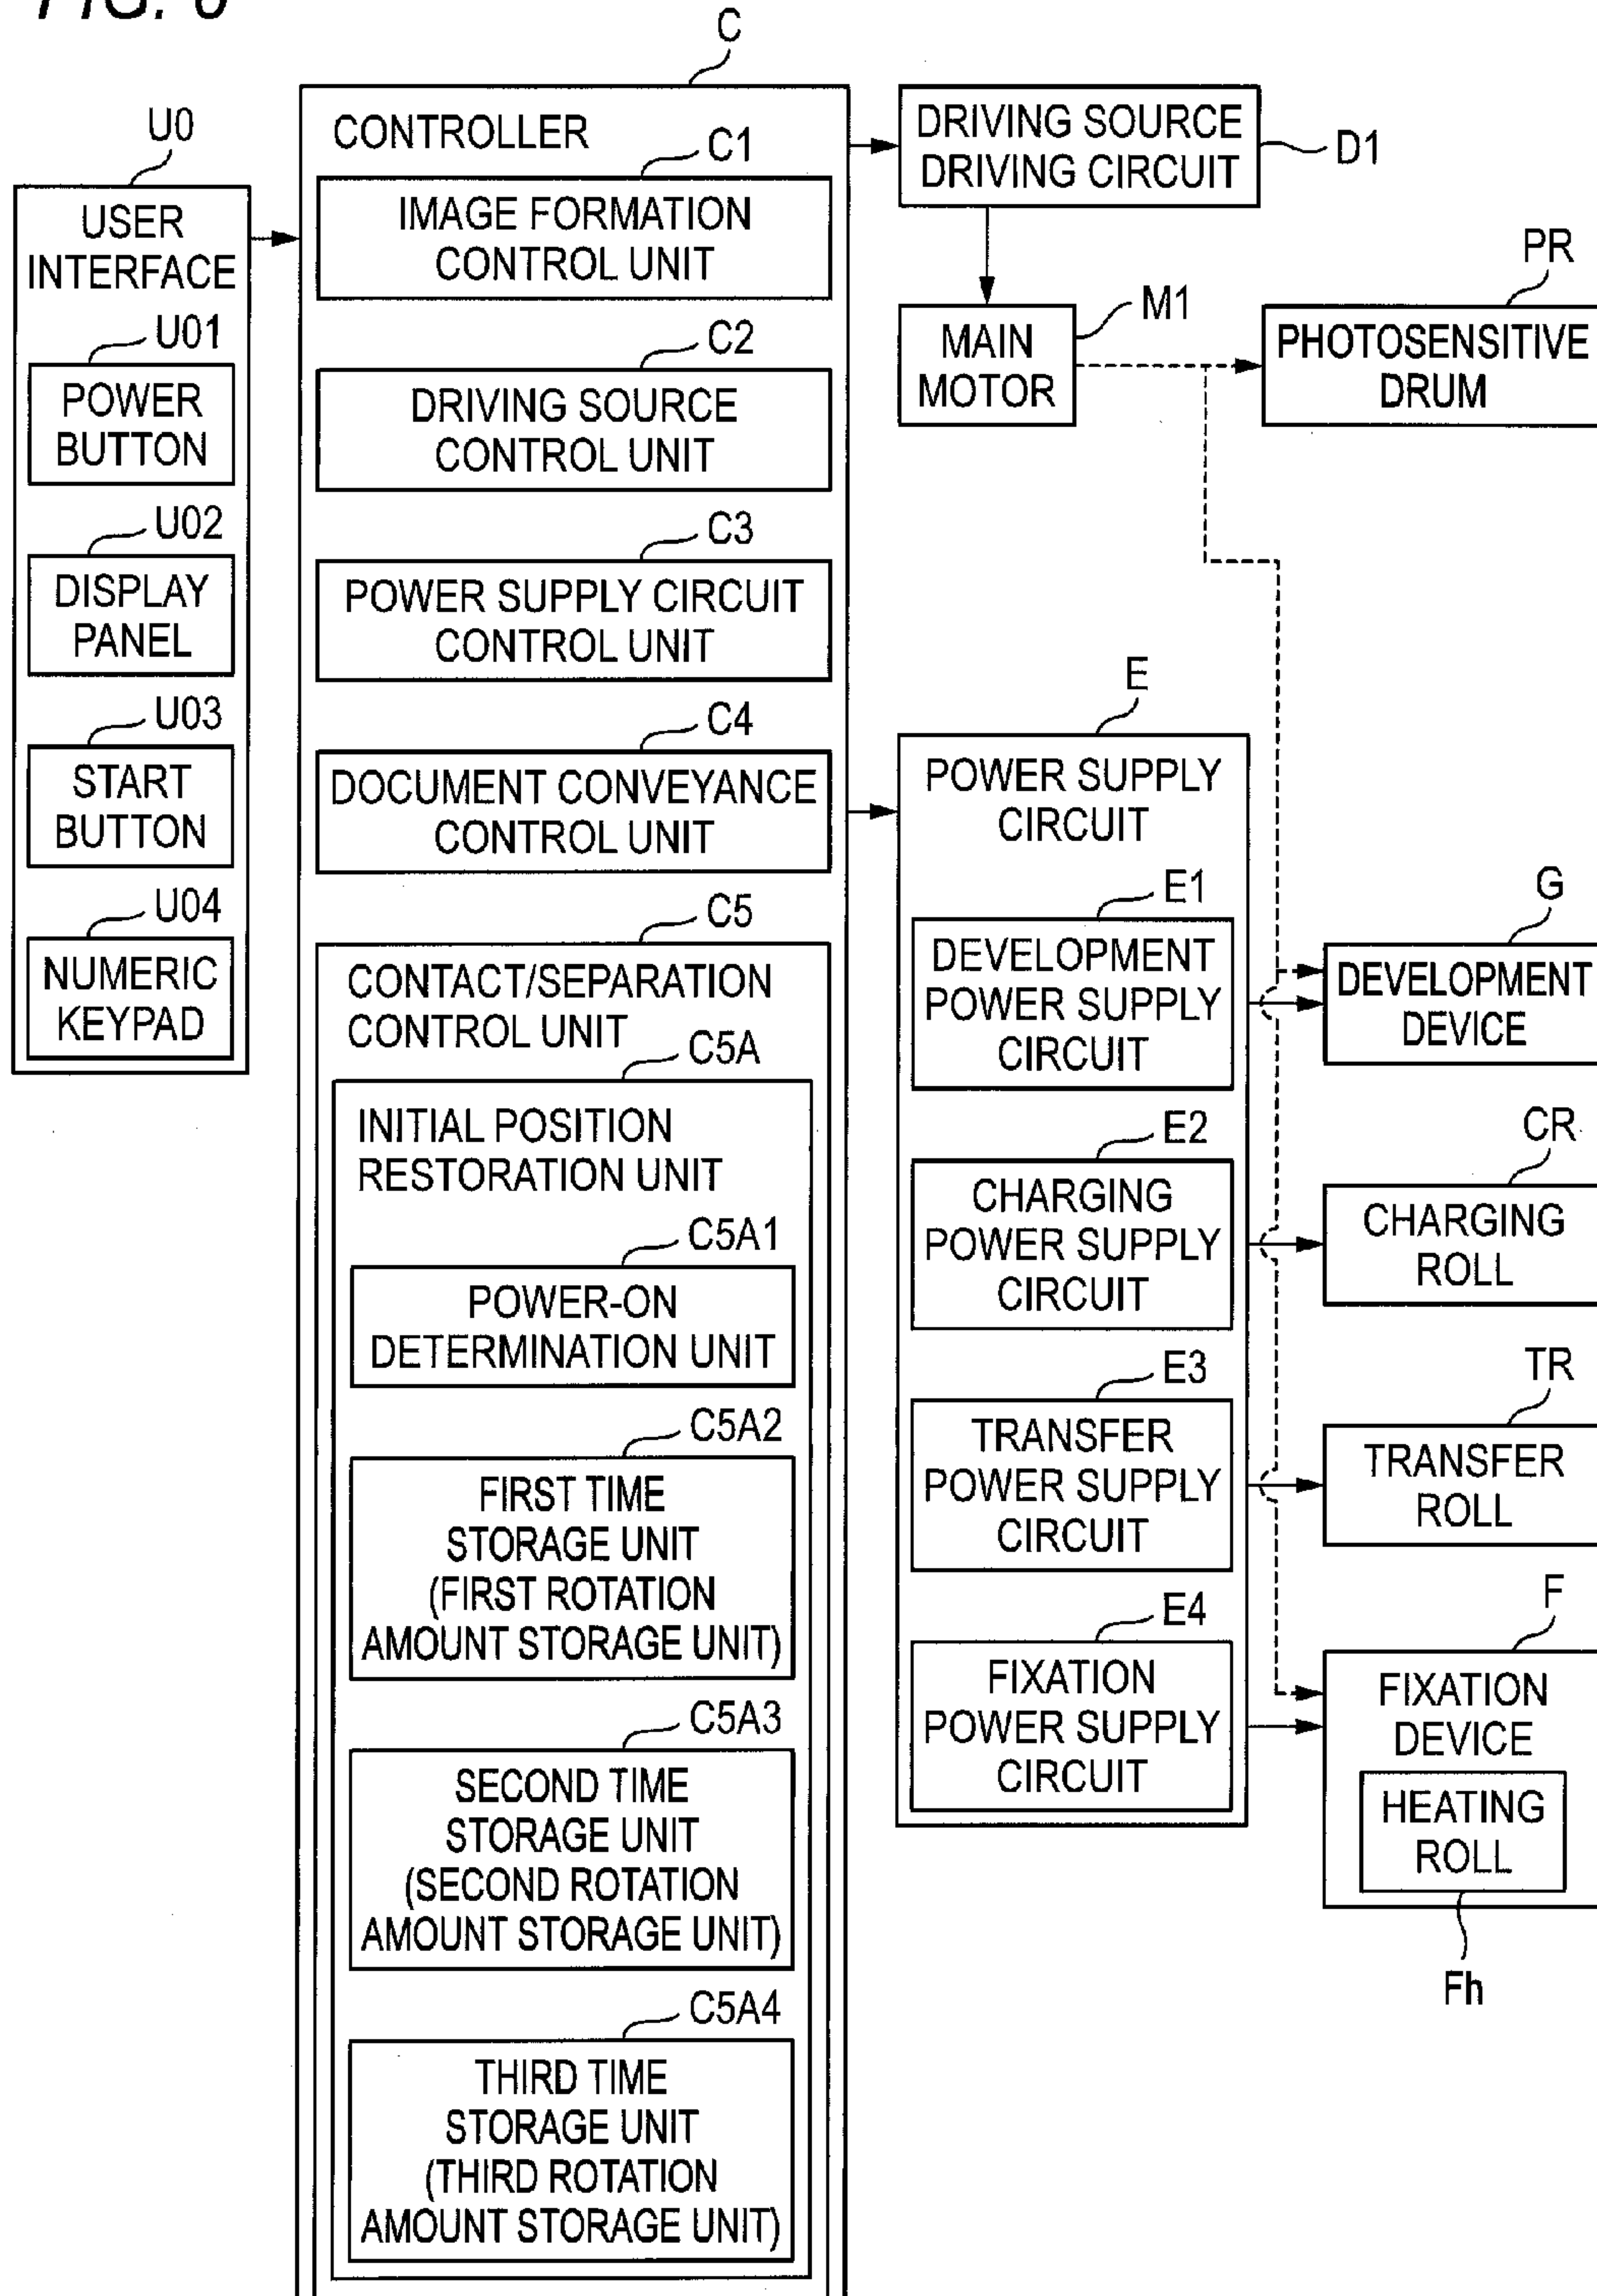 FIG.
C
U0
USER
INTERFACE
U01
POWER
BUTTON
U02
DISPLAY
PANEL
U03
START
BUTTON
U04
NUMERIC
KEYPAD
CONTROLLER
C1
IMAGE FORMATION
CONTROL UNIT
C2
DRIVING SOURCE
CONTROL UNIT
C3
POWER SUPPLY CIRCUIT
CONTROL UNIT
C4
DOCUMENT CONVEYANCE
CONTROL UNIT
C5
CONTACT/SEPARATION
CONTROL UNIT
C5A
INITIAL POSITION
RESTORATION UNIT
C5A1
POWER-ON
DETERMINATION UNIT
C5A2
FIRST TIME
STORAGE UNIT
(FIRST ROTATION
AMOUNT STORAGE UNIT)
C5A3
SECOND TIME
STORAGE UNIT
(SECOND ROTATION
AMOUNT STORAGE UNIT)
C5A4
THIRD TIME
STORAGE UNIT
(THIRD ROTATION
AMOUNT STORAGE UNIT)
DRIVING SOURCE
DRIVING CIRCUIT
D1
MAIN
MOTOR
M1
PR
PHOTOSENSITIVE
DRUM
E
POWER SUPPLY
CIRCUIT
E1
DEVELOPMENT
POWER SUPPLY
CIRCUIT
E2
CHARGING
POWER SUPPLY
CIRCUIT
E3
TRANSFER
POWER SUPPLY
CIRCUIT
E4
FIXATION
POWER SUPPLY
CIRCUIT
G
DEVELOPMENT
DEVICE
CR
CHARGING
ROLL
TR
TRANSFER
ROLL
F
FIXATION
DEVICE
HEATING
ROLL
Fh